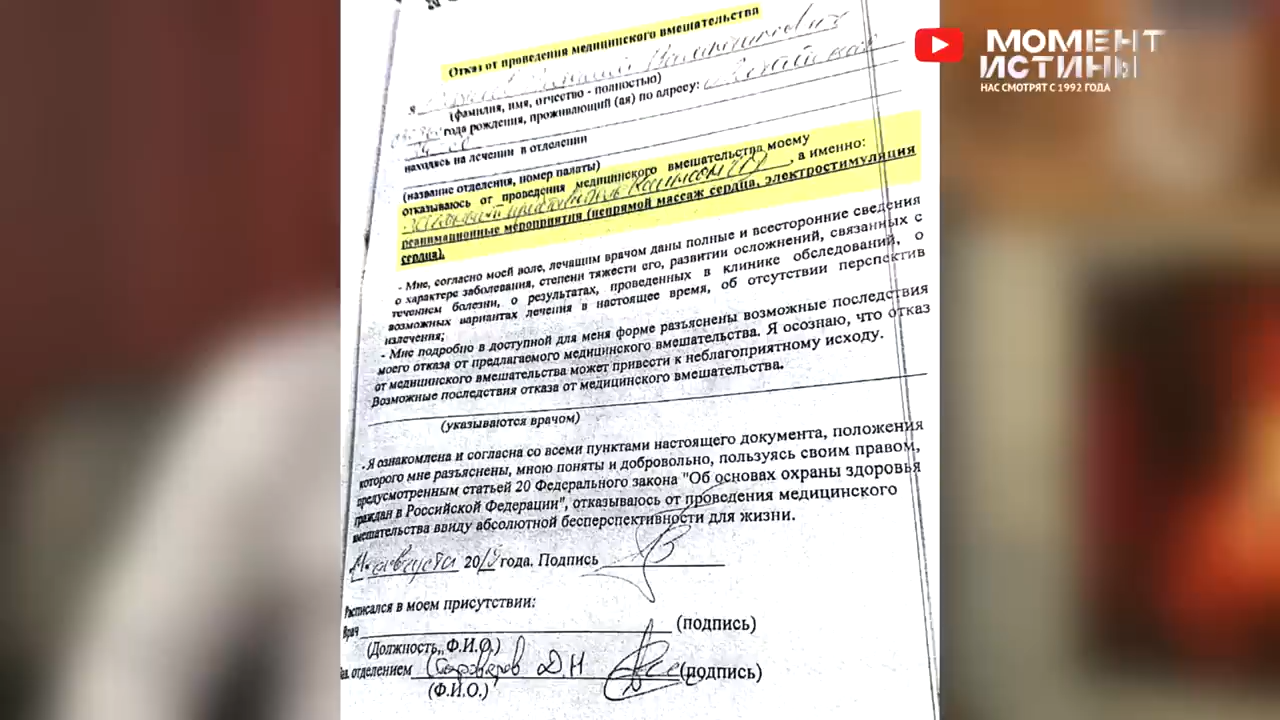 МОМЕНТ
ИСТИНЫ
НАС СМОТРЯТ С 1992 ГОДА
Отказ от проведения медицинского вмешательства
Я
(фамилия, имя, отчество - полностью)
года рождения, проживающий (ая) по адресу:
находясь на лечении в отделении
(название отделения, номер палаты)
отказываюсь от проведения медицинского вмешательства моему
, а именно:
реанимационные мероприятия (непрямой массаж сердца, электростимуляция
сердца).
- Мне, согласно моей воле, лечащим врачом даны полные и всесторонние сведения
о характере заболевания, степени тяжести его, развитии осложнений, связанных с
течением болезни, о результатах, проведенных в клинике обследований, о
возможных вариантах лечения в настоящее время, об отсутствии перспектив
излечения;
- Мне подробно в доступной для меня форме разъяснены возможные последствия
моего отказа от предлагаемого медицинского вмешательства. Я осознаю, что отказ
от медицинского вмешательства может привести к неблагоприятному исходу.
Возможные последствия отказа от медицинского вмешательства.
(указываются врачом)
- Я ознакомлена и согласна со всеми пунктами настоящего документа, положения
которого мне разъяснены, мною поняты и добровольно, пользуясь своим правом,
предусмотренным статьей 20 Федерального закона "Об основах охраны здоровья
граждан в Российской Федерации", отказываюсь от проведения медицинского
вмешательства ввиду абсолютной бесперспективности для жизни.
августа 2019 года. Подпись
Расписался в моем присутствии:
Врач (подпись)
(Должность, Ф.И.О.)
отделением Д.Н (подпись)
(Ф.И.О.)